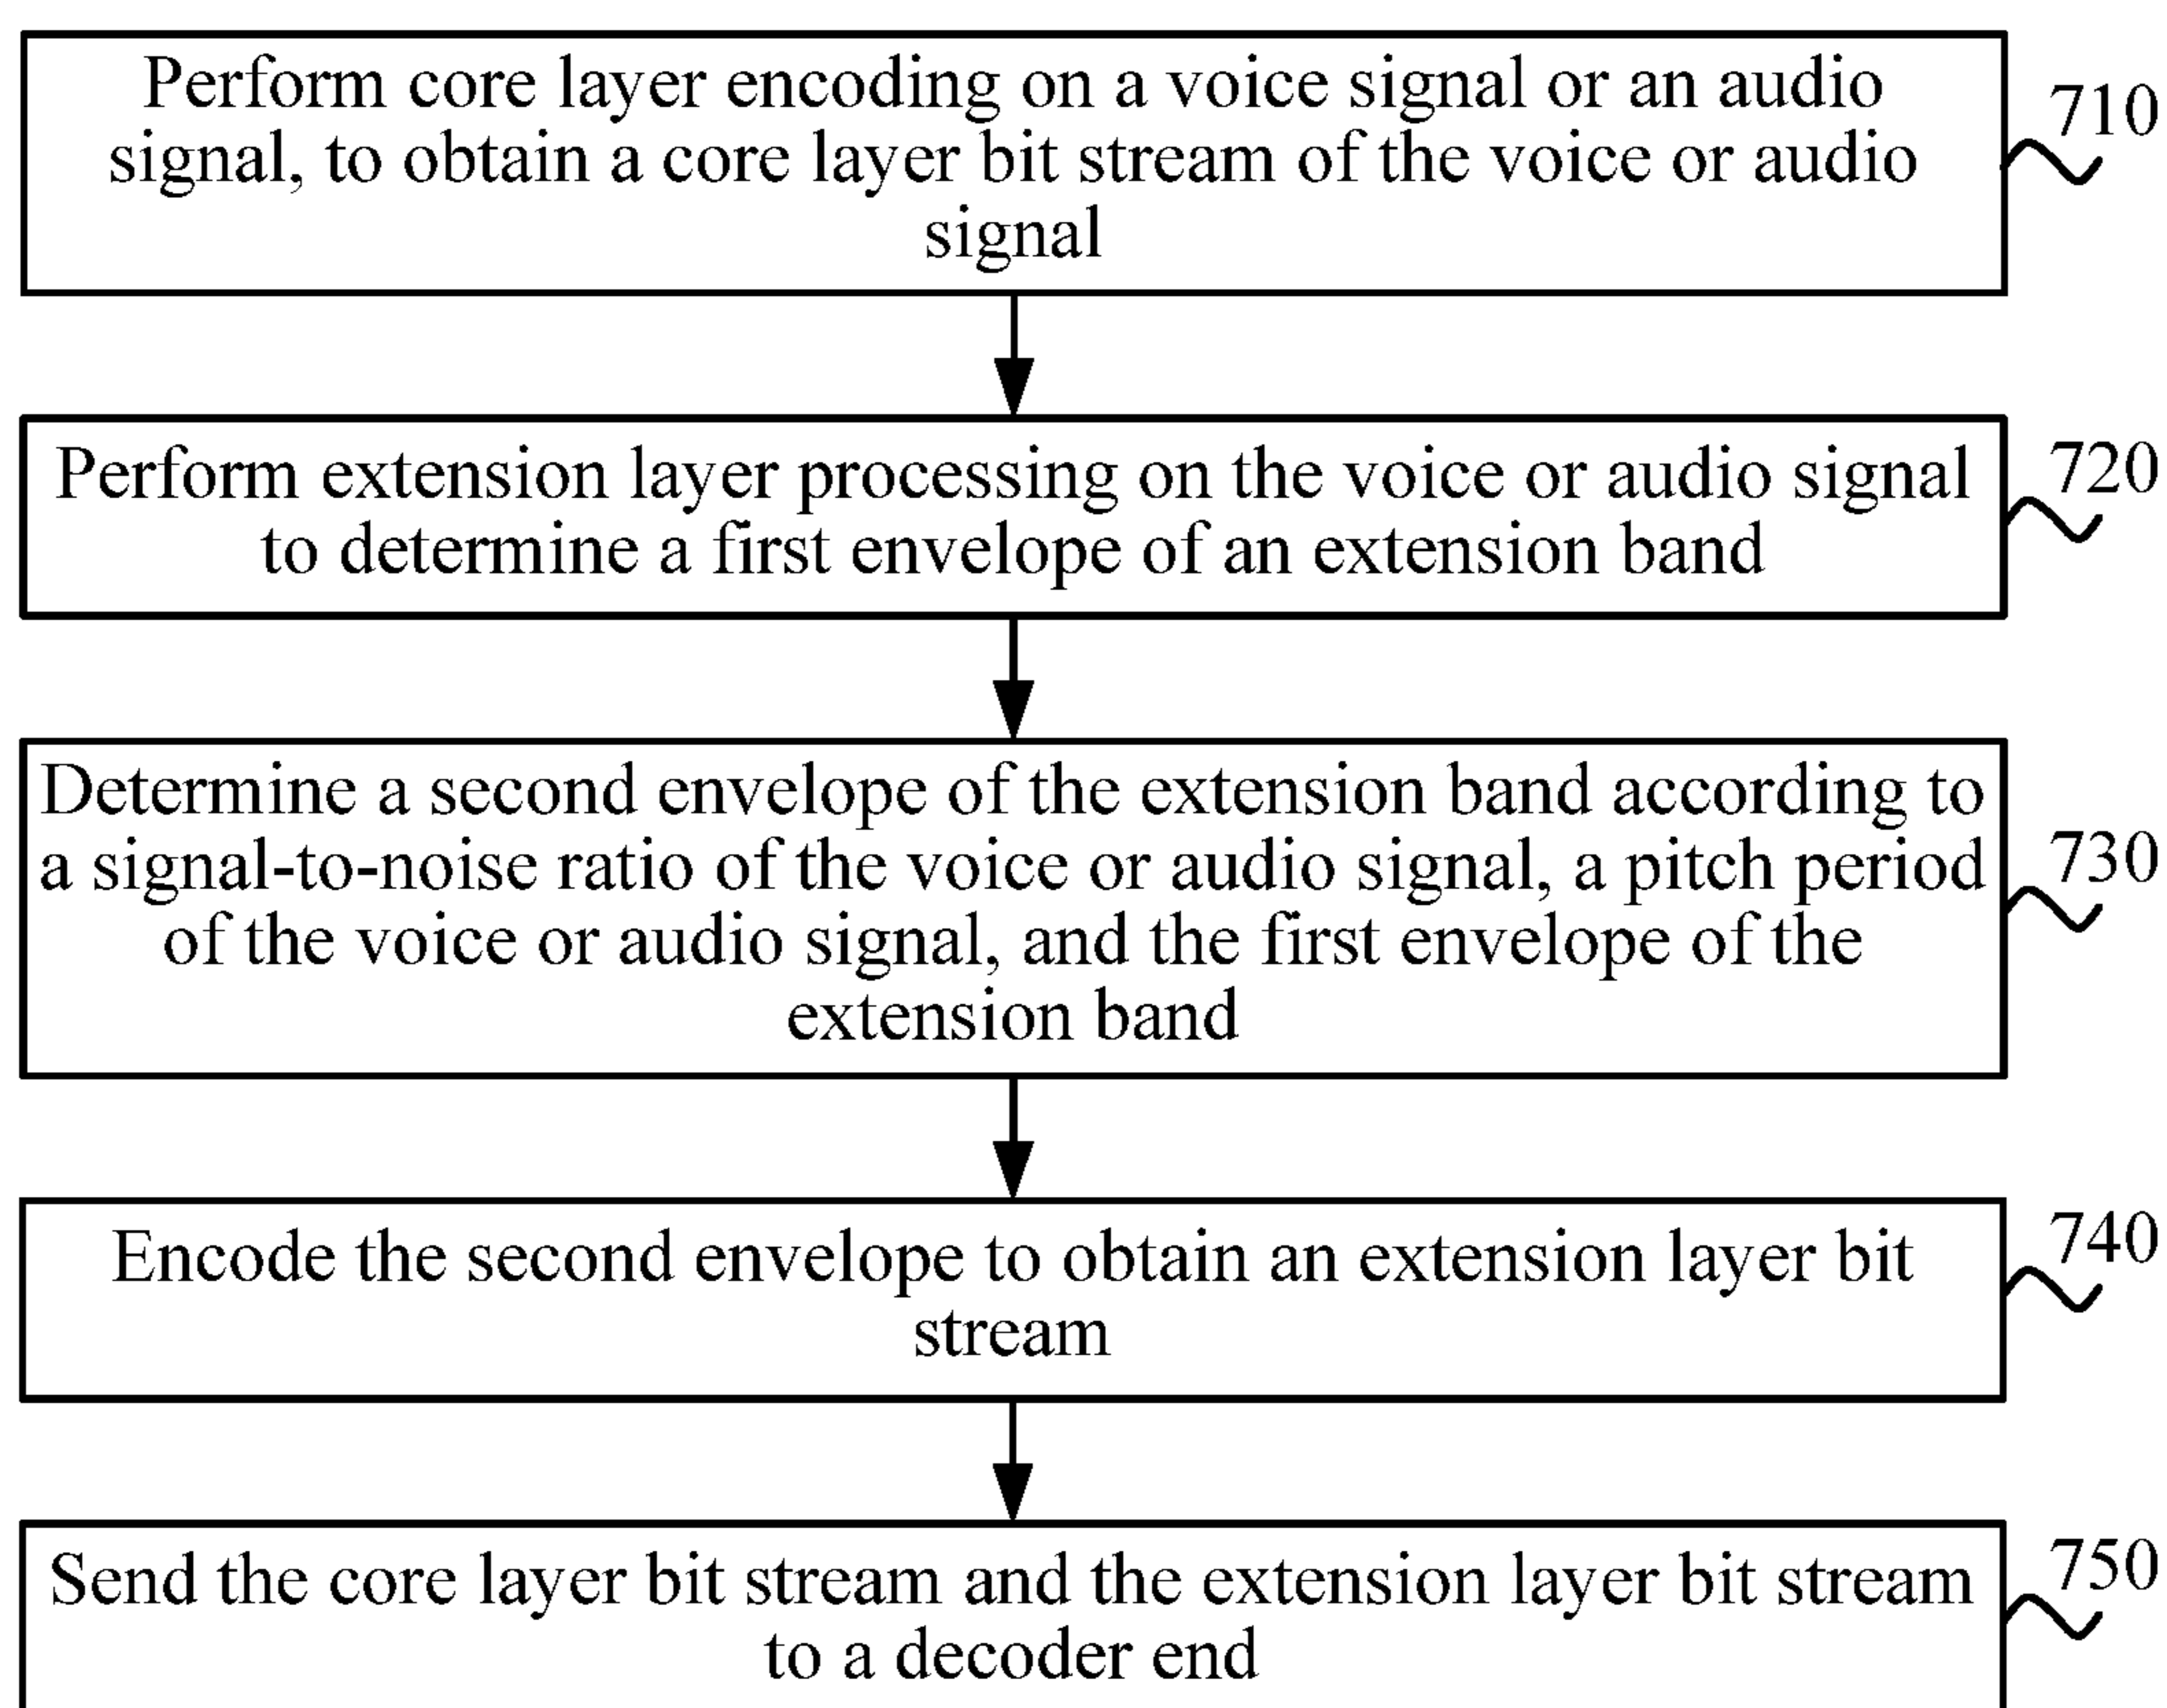 Perform core layer encoding on a voice signal or an audio
signal, to obtain a core layer bit stream of the voice or audio
signal
710
Perform extension layer processing on the voice or audio signal
to determine a first envelope of an extension band
720
Determine a second envelope of the extension band according to
a signal-to-noise ratio of the voice or audio signal, a pitch period
of the voice or audio signal, and the first envelope of the
extension band
730
Encode the second envelope to obtain an extension layer bit
stream
740
Send the core layer bit stream and the extension layer bit stream
to a decoder end
750